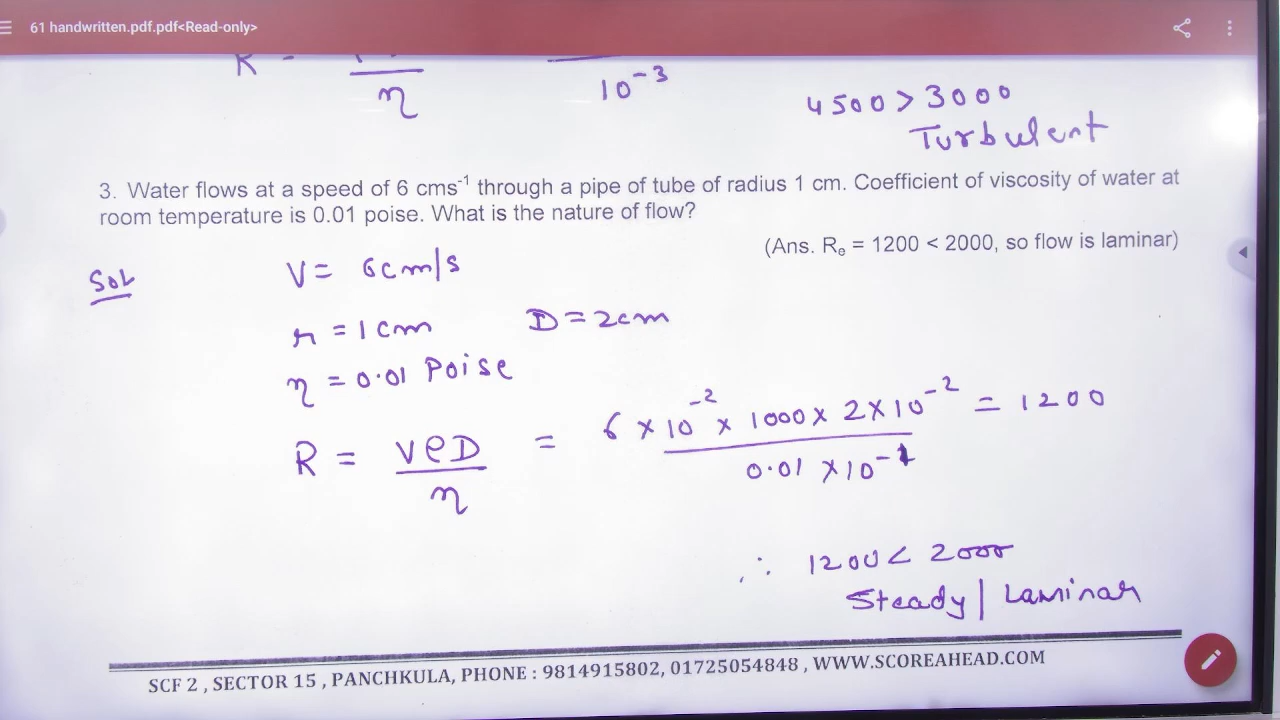 61 handwritten.pdf.pdf<Read-only>
η
10⁻³
4500 > 3000
Turbulent
3. Water flows at a speed of 6 cms⁻¹ through a pipe of tube of radius 1 cm. Coefficient of viscosity of water at
room temperature is 0.01 poise. What is the nature of flow?
(Ans. Rₑ = 1200 < 2000, so flow is laminar)
Sol
V = 6cm/s
r = 1cm D = 2cm
η = 0.01 Poise
R = VρD/η = 6 × 10⁻² × 1000 × 2 × 10⁻² / 0.01 × 10⁻¹ = 1200
∴ 1200 < 2000
Steady | Laminar
SCF 2 , SECTOR 15 , PANCHKULA, PHONE : 9814915802, 01725054848 , WWW.SCOREAHEAD.COM